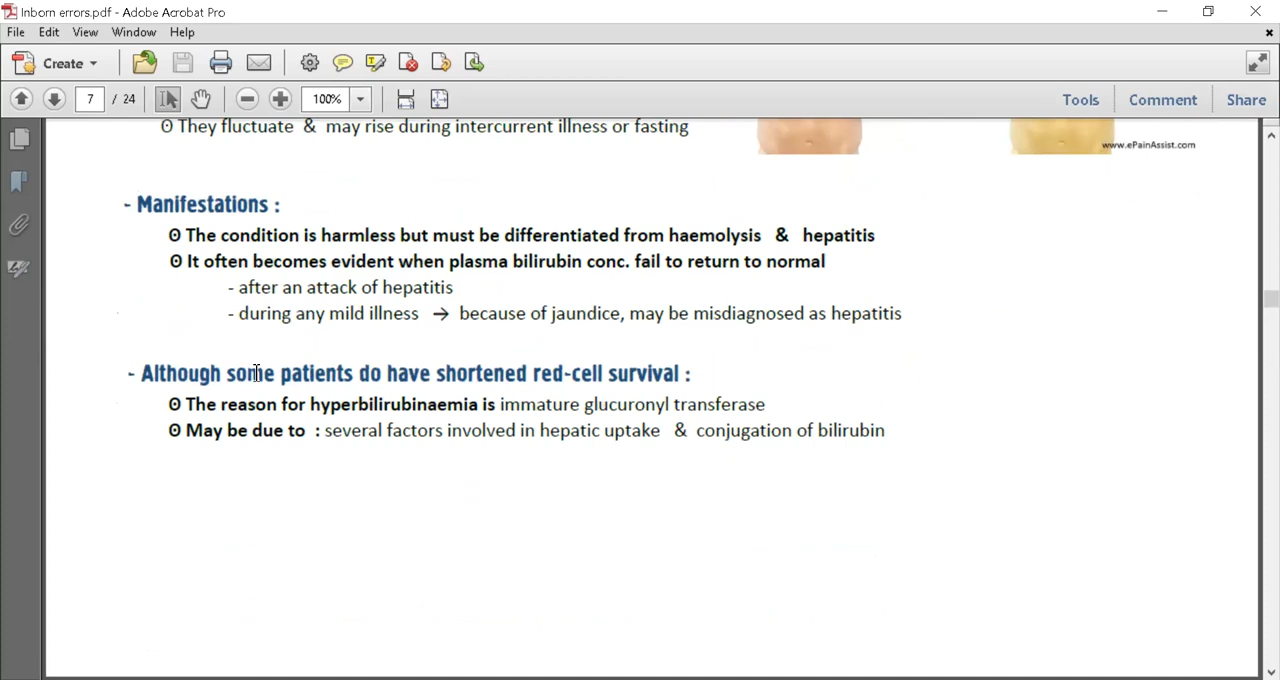 Inborn errors.pdf - Adobe Acrobat Pro
File Edit View Window Help
Create
7 / 24 100% Tools Comment Share
ʘ They fluctuate & may rise during intercurrent illness or fasting
www.ePainAssist.com
- Manifestations :
ʘ The condition is harmless but must be differentiated from haemolysis & hepatitis
ʘ It often becomes evident when plasma bilirubin conc. fail to return to normal
- after an attack of hepatitis
- during any mild illness → because of jaundice, may be misdiagnosed as hepatitis
- Although some patients do have shortened red-cell survival :
ʘ The reason for hyperbilirubinaemia is immature glucuronyl transferase
ʘ May be due to : several factors involved in hepatic uptake & conjugation of bilirubin